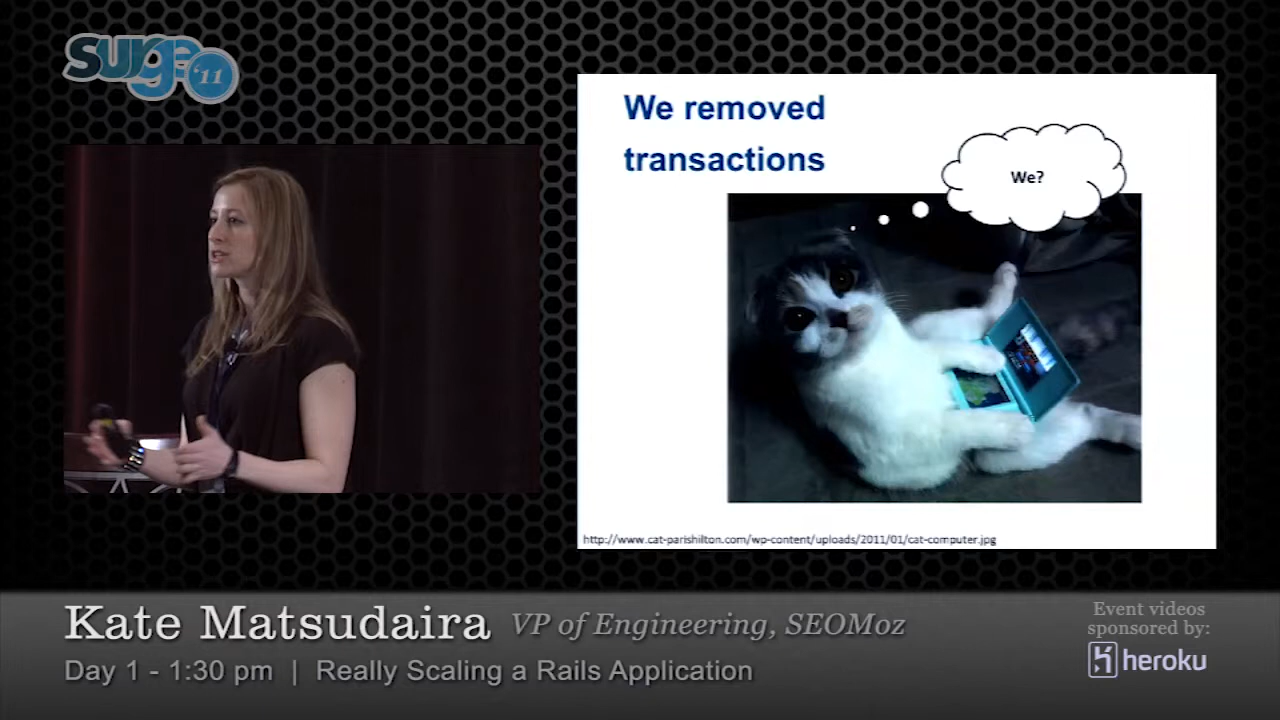 surge '11
We removed
transactions
We?
http://www.cat-parishilton.com/wp-content/uploads/2011/01/cat-computer.jpg
Kate Matsudaira VP of Engineering, SEOMoz
Day 1 - 1:30 pm | Really Scaling a Rails Application
Event videos
sponsored by:
heroku